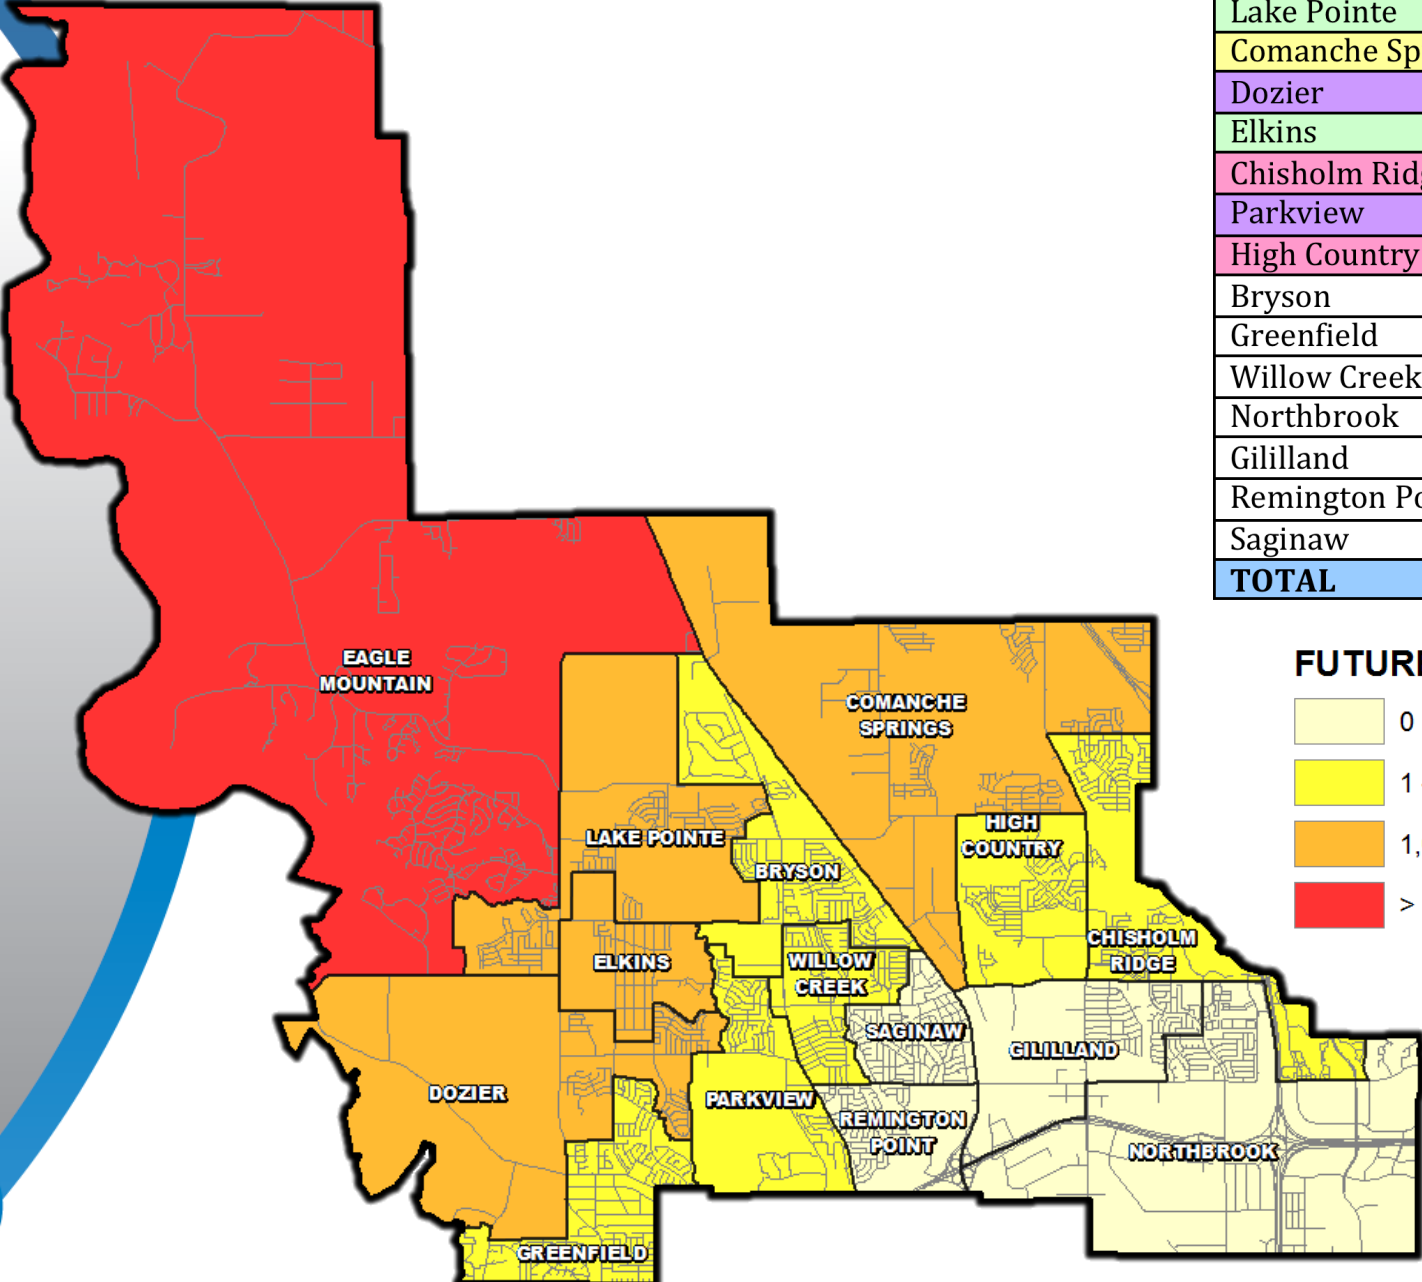 Lake Pointe
Comanche Sp
Dozier
Elkins
Chisholm Ridg
Parkview
High Country
Bryson
Greenfield
Willow Creek
Northbrook
Gililland
Remington Po
Saginaw
TOTAL
FUTURE
0
1
1,
>
EAGLE
MOUNTAIN
COMANCHE
SPRINGS
LAKE POINTE
HIGH
COUNTRY
BRYSON
CHISHOLM
RIDGE
ELKINS
WILLOW
CREEK
SAGINAW
GILILLAND
DOZIER
PARKVIEW
REMINGTON
POINT
NORTHBROOK
GREENFIELD